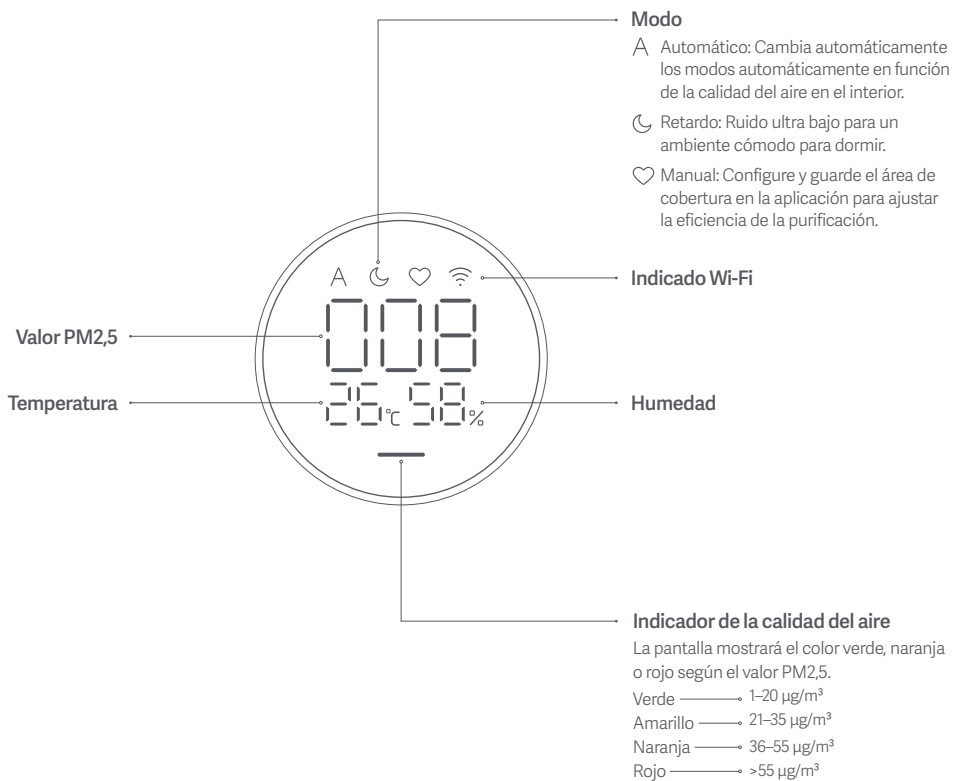 Modo
A Automático: Cambia automáticamente
los modos automáticamente en función
de la calidad del aire en el interior.
Retardo: Ruido ultra bajo para un
ambiente cómodo para dormir.
Manual: Configure y guarde el área de
cobertura en la aplicación para ajustar
la eficiencia de la purificación.
A
Indicado Wi-Fi
Valor PM2,5
008
Temperatura
26°C 58%
Humedad
Indicador de la calidad del aire
La pantalla mostrará el color verde, naranja
o rojo según el valor PM2,5.
Verde 1–20 μg/m³
Amarillo 21–35 μg/m³
Naranja 36–55 μg/m³
Rojo >55 μg/m³